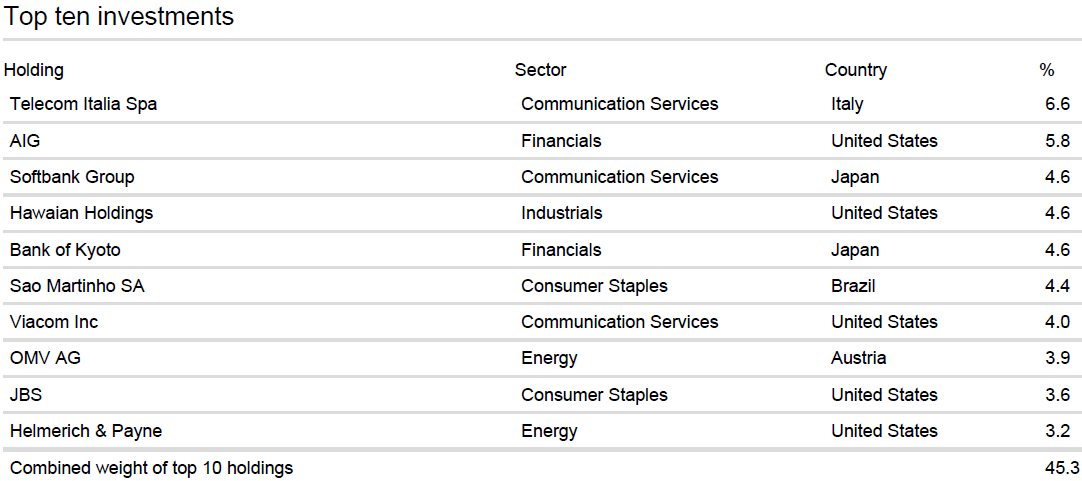 Top ten investments
Holding Sector Country %
Telecom Italia Spa Communication Services Italy 6.6
AIG Financials United States 5.8
Softbank Group Communication Services Japan 4.6
Hawaian Holdings Industrials United States 4.6
Bank of Kyoto Financials Japan 4.6
Sao Martinho SA Consumer Staples Brazil 4.4
Viacom Inc Communication Services United States 4.0
OMV AG Energy Austria 3.9
JBS Consumer Staples United States 3.6
Helmerich & Payne Energy United States 3.2
Combined weight of top 10 holdings 45.3